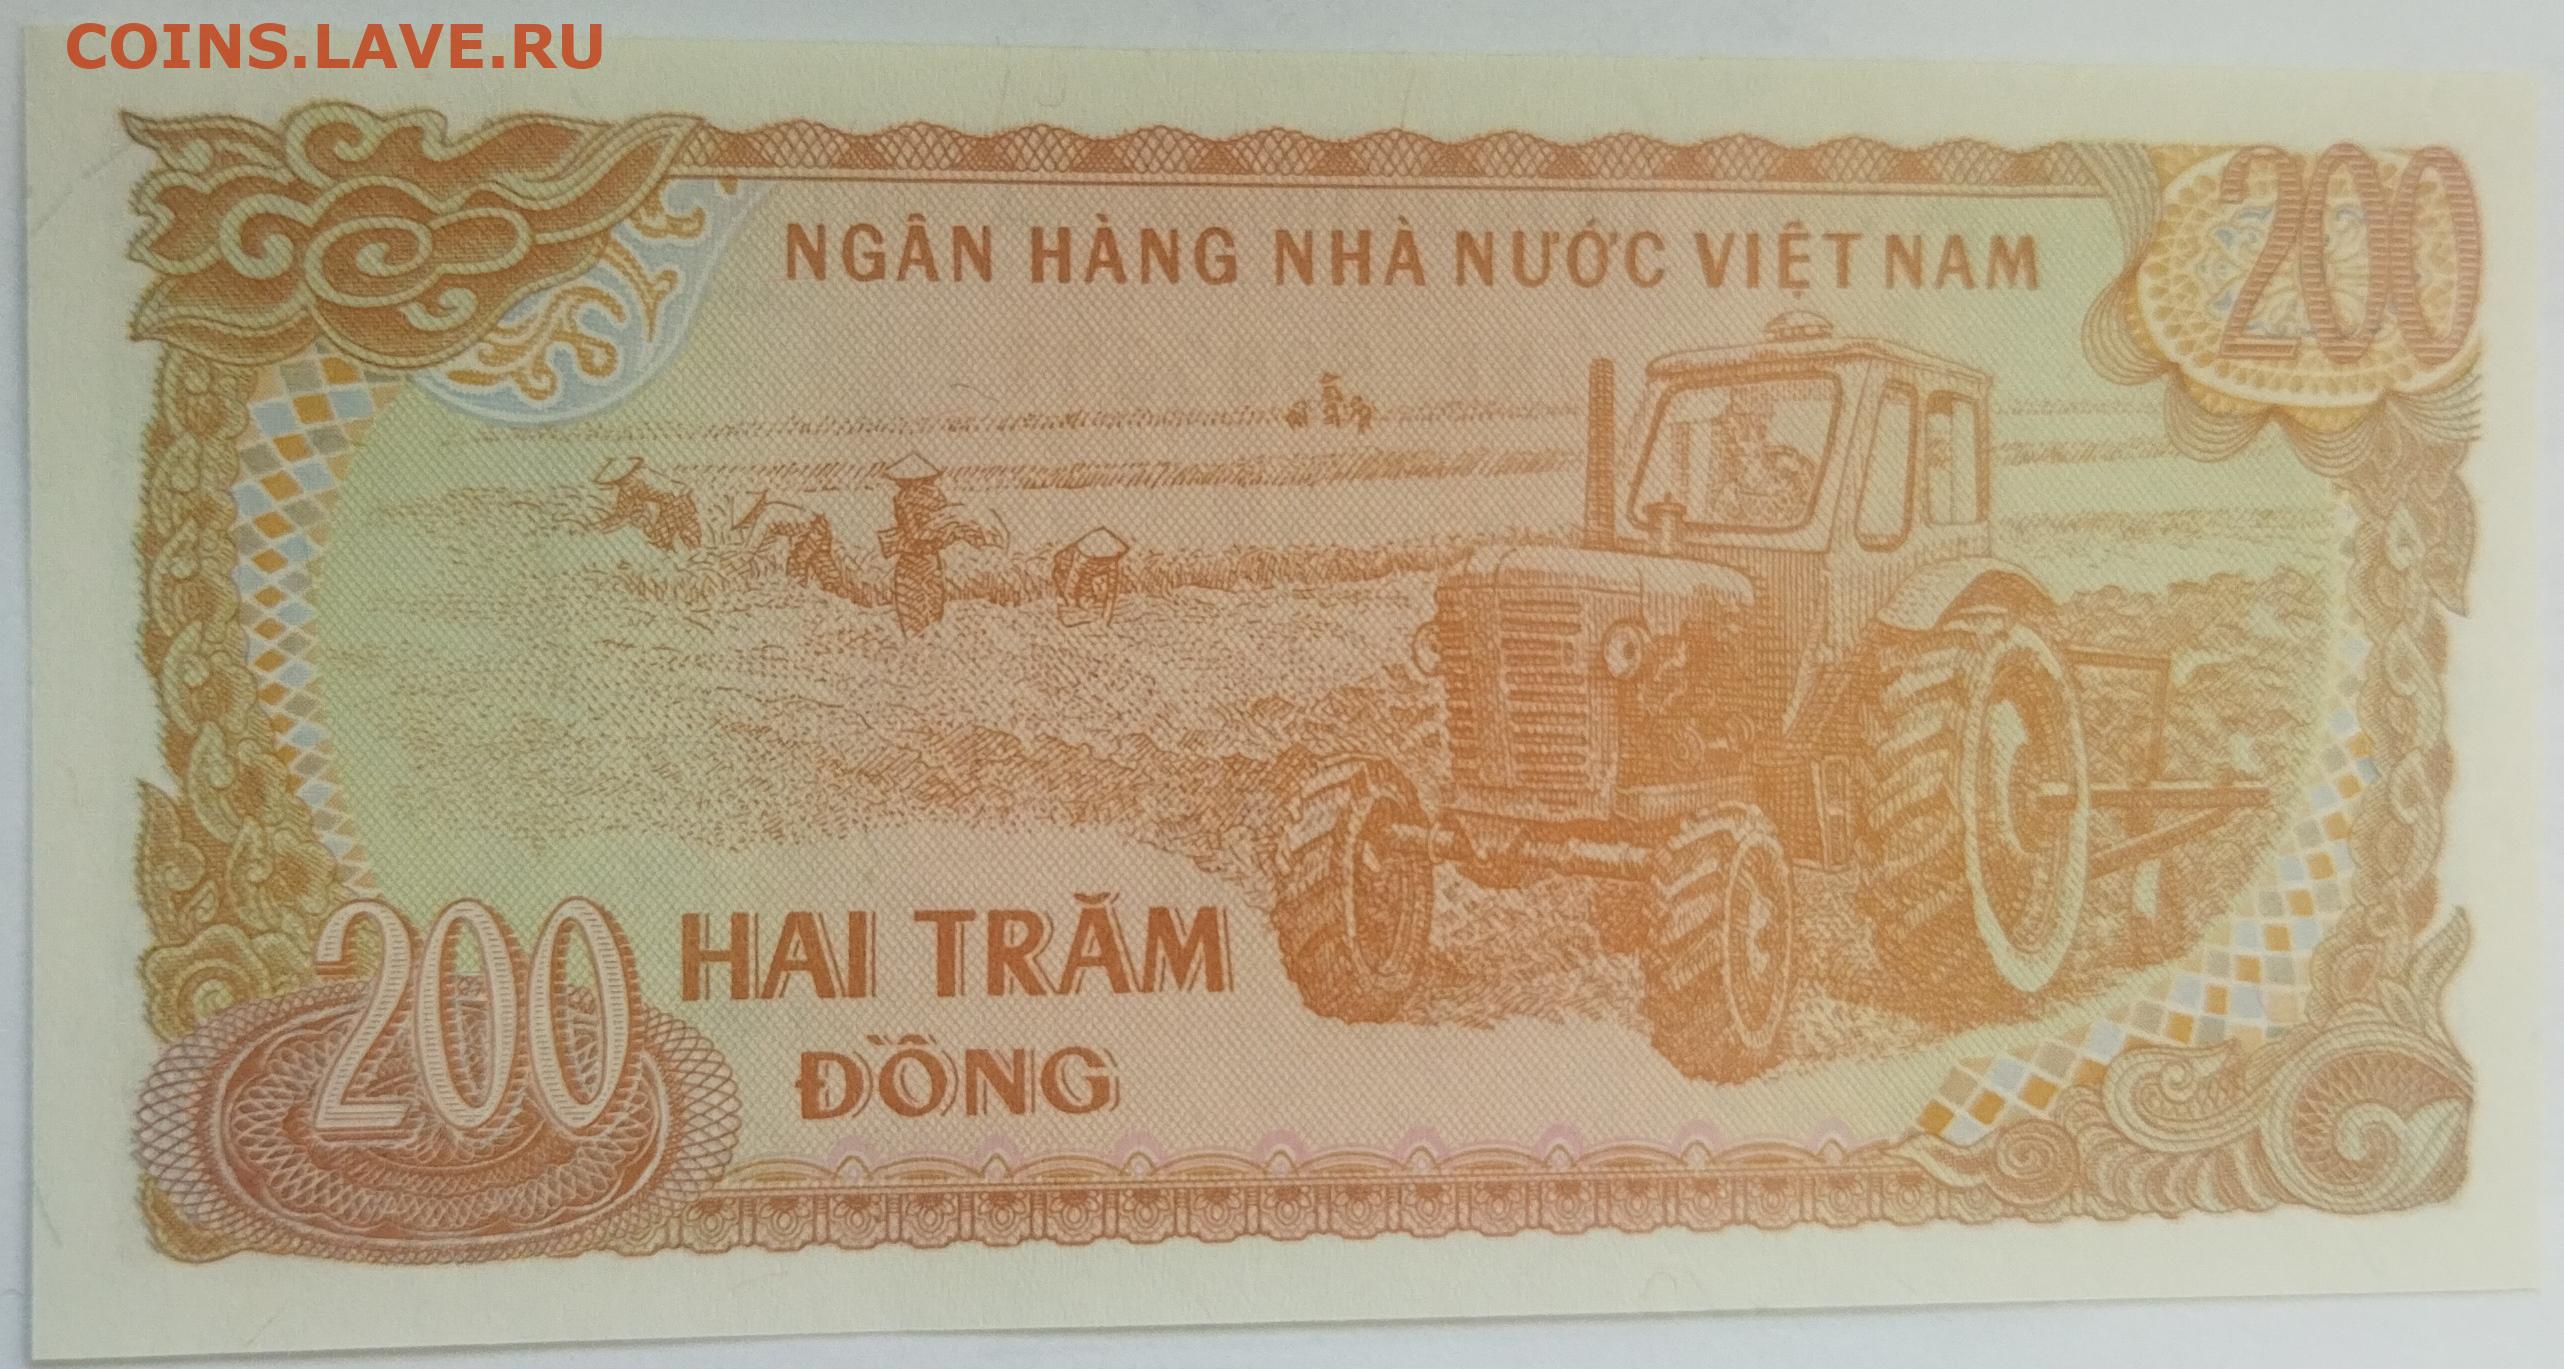 COINS.LAVE.RU
NGÂN HÀNG NHÀ NƯỚC VIỆT NAM
200
200
HAI TRĂM
ĐỒNG